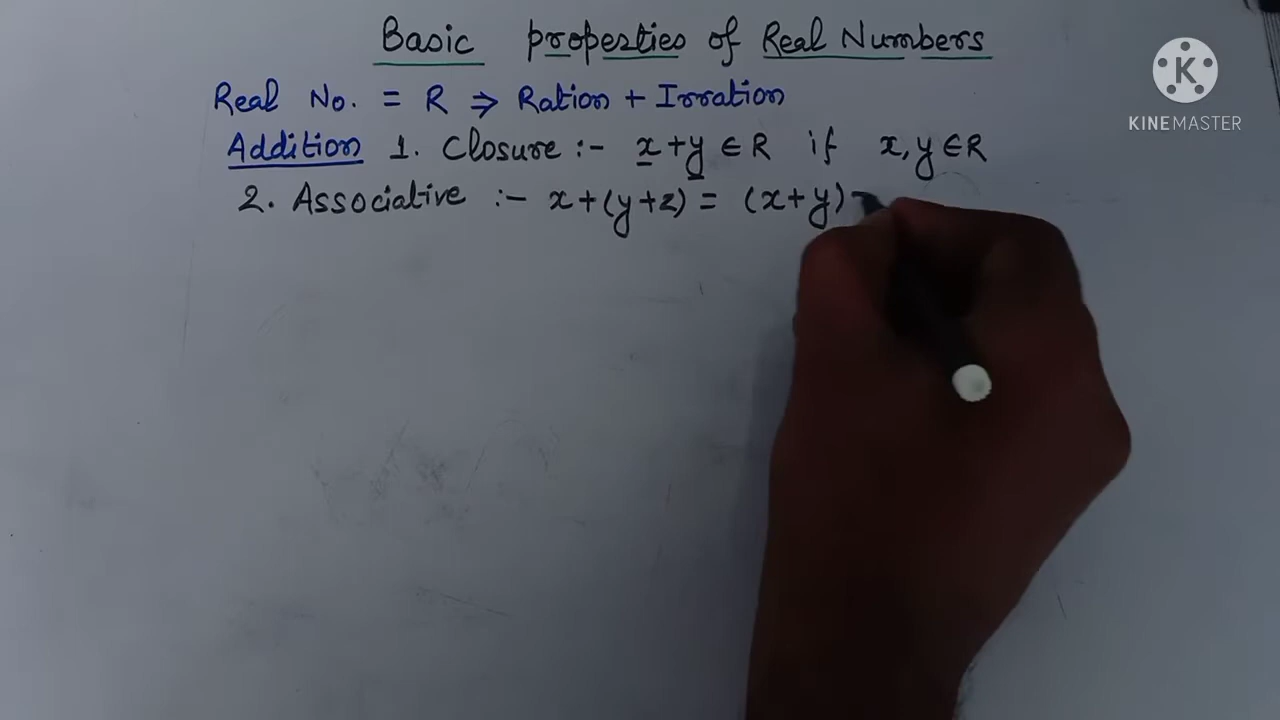 Basic properties of Real Numbers
K
KINEMASTER
Real No. = R ⇒ Ration + Irration
Addition 1. Closure :- x+y ∈ R if x, y ∈ R
2. Associative :- x+(y+z) = (x+y)